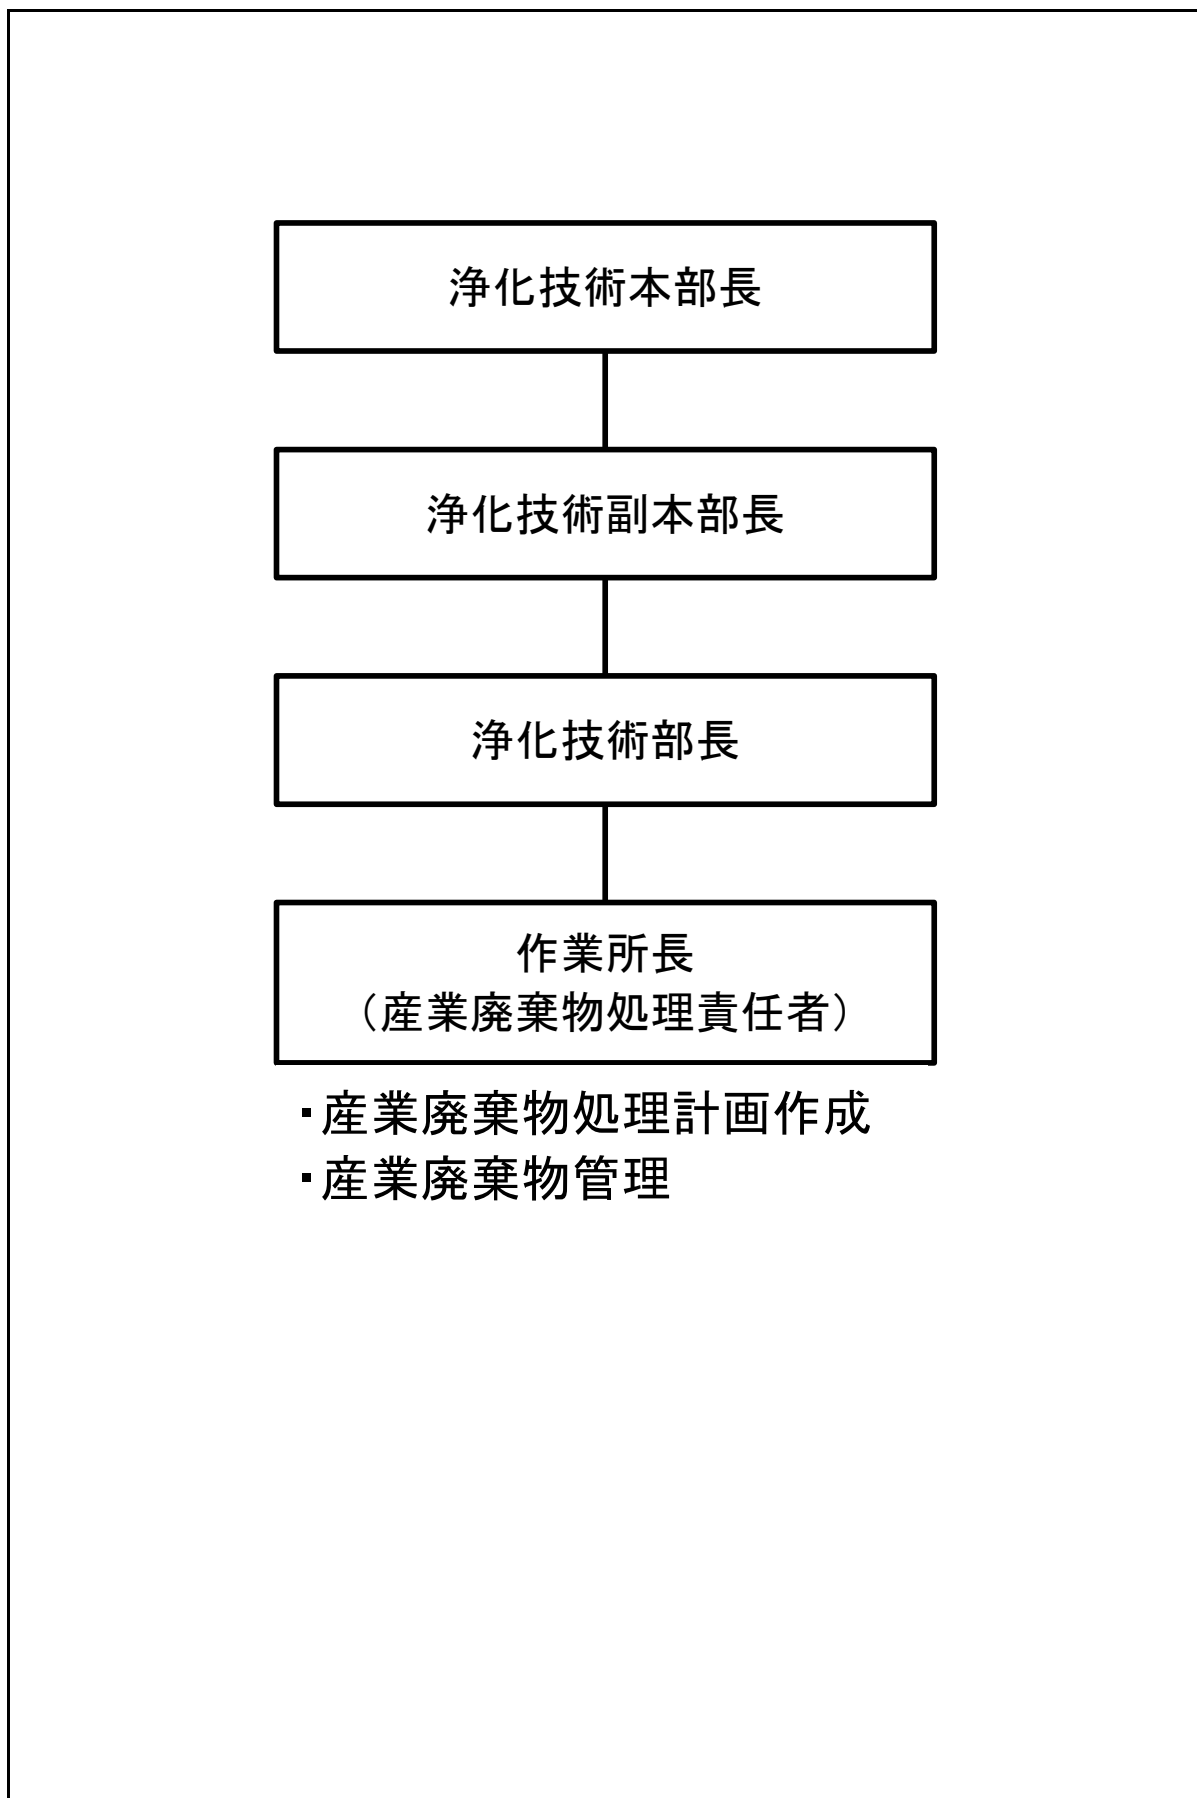 浄化技術本部長
浄化技術副本部長
浄化技術部長
作業所長
（産業廃棄物処理責任者）
・産業廃棄物処理計画作成
・産業廃棄物管理